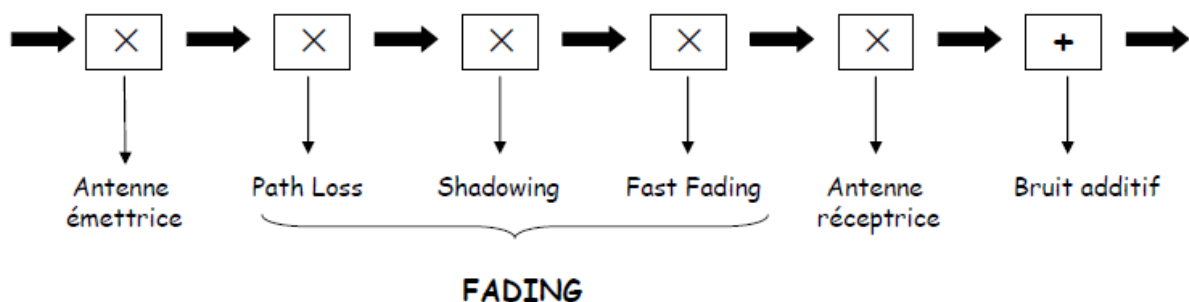 × × × × × +
Antenne émettrice
Path Loss
Shadowing
Fast Fading
Antenne réceptrice
Bruit additif
FADING